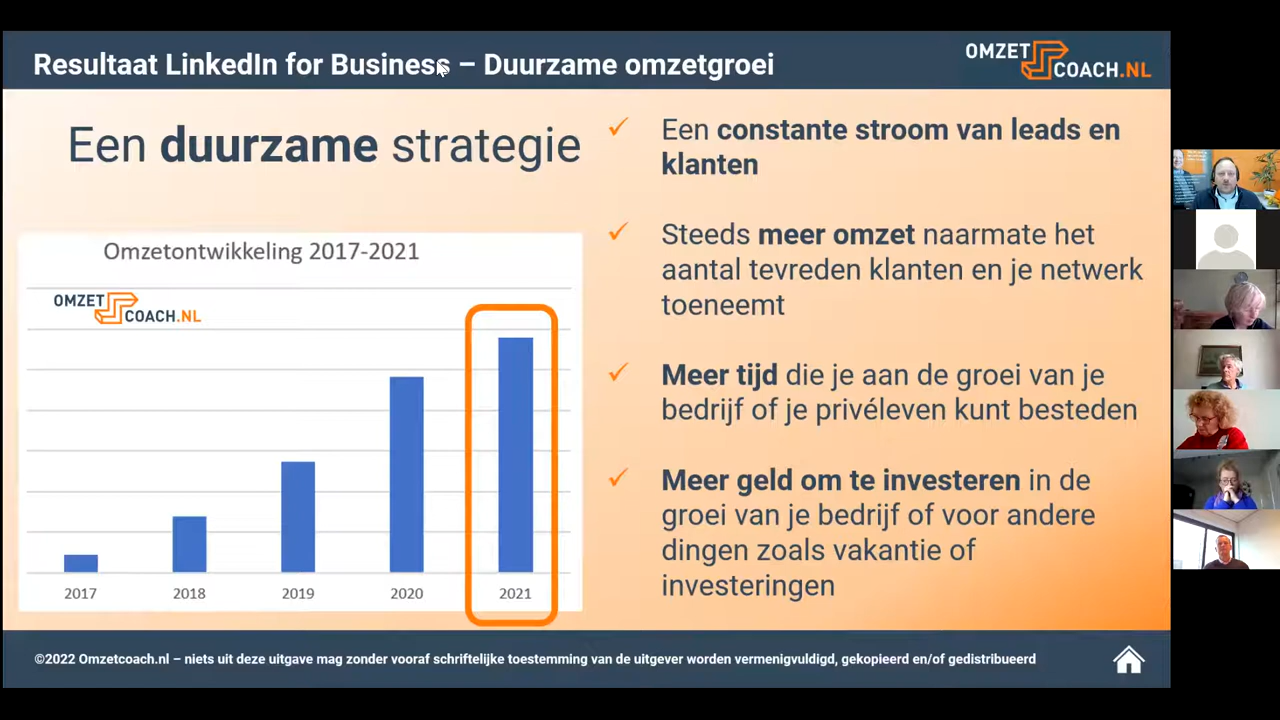 Resultaat LinkedIn for Business – Duurzame omzetgroei
OMZET
COACH.NL
Een duurzame strategie
Omzetontwikkeling 2017-2021
OMZET
COACH.NL
2017
2018
2019
2020
2021
Een constante stroom van leads en
klanten
Steeds meer omzet naarmate het
aantal tevreden klanten en je netwerk
toeneemt
Meer tijd die je aan de groei van je
bedrijf of je privéleven kunt besteden
Meer geld om te investeren in de
groei van je bedrijf of voor andere
dingen zoals vakantie of
investeringen
©2022 Omzetcoach.nl – niets uit deze uitgave mag zonder vooraf schriftelijke toestemming van de uitgever worden vermenigvuldigd, gekopieerd en/of gedistribueerd